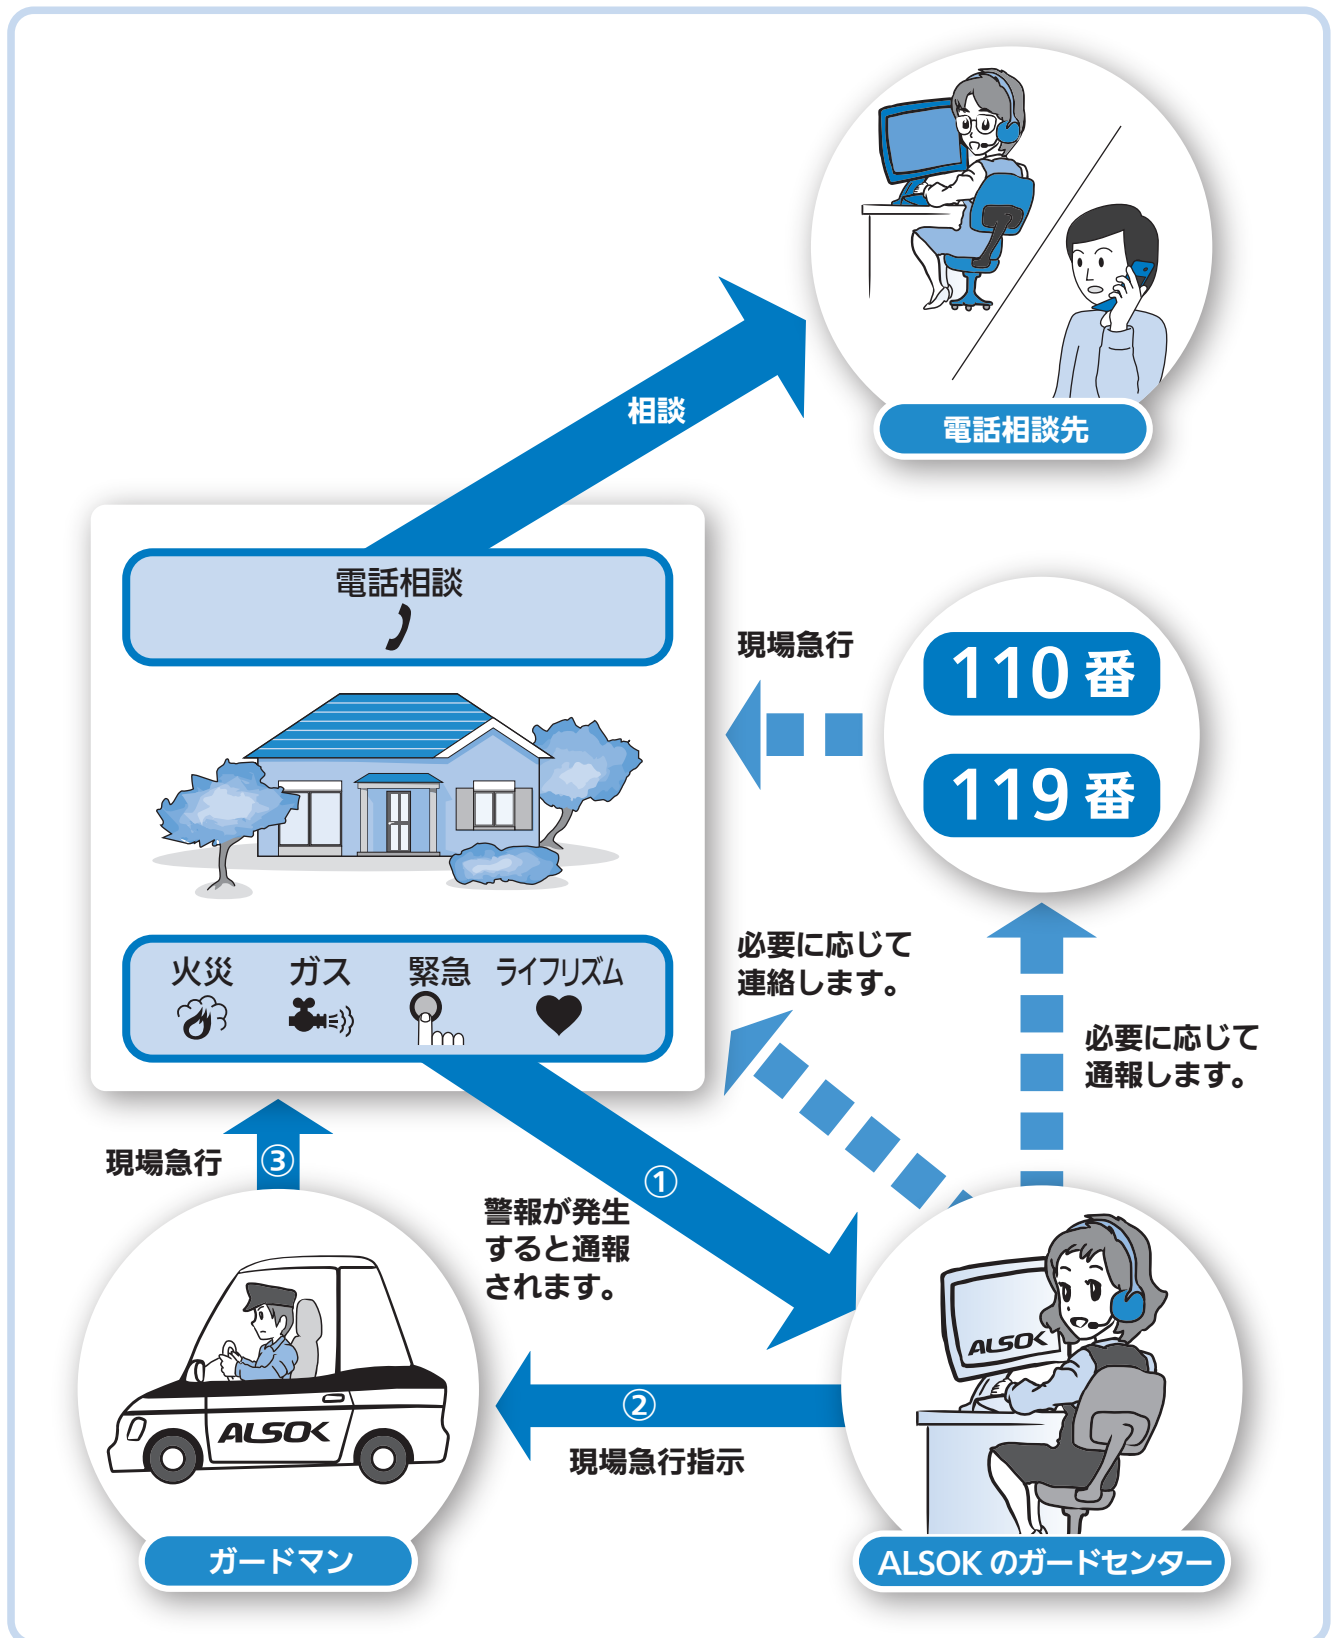 相談
電話相談先
電話相談
現場急行
110番
119番
火災 ガス 緊急 ライフリズム
必要に応じて
連絡します。
必要に応じて
通報します。
現場急行 ③
①
警報が発生
すると通報
されます。
ALSOK
ALSOK
②
現場急行指示
ガードマン
ALSOKのガードセンター